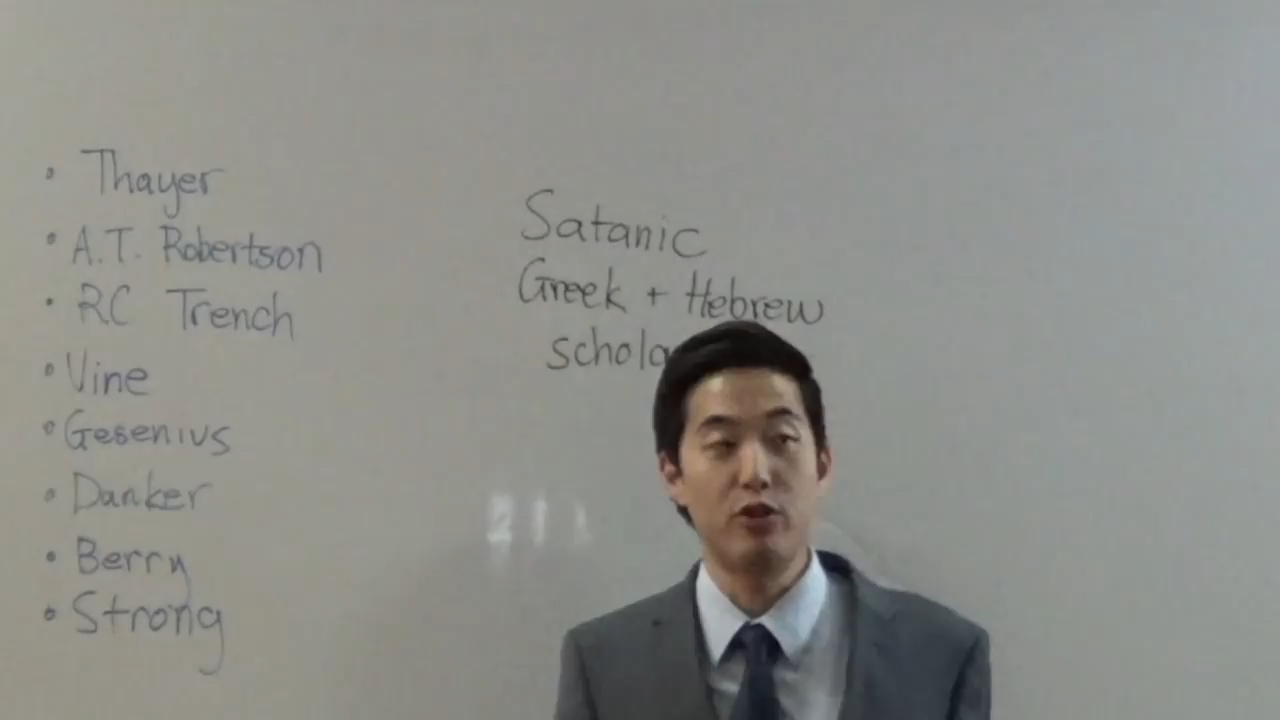 • Thayer
• A.T. Robertson
• RC Trench
• Vine
• Gesenius
• Danker
• Berry
• Strong
Satanic
Greek + Hebrew